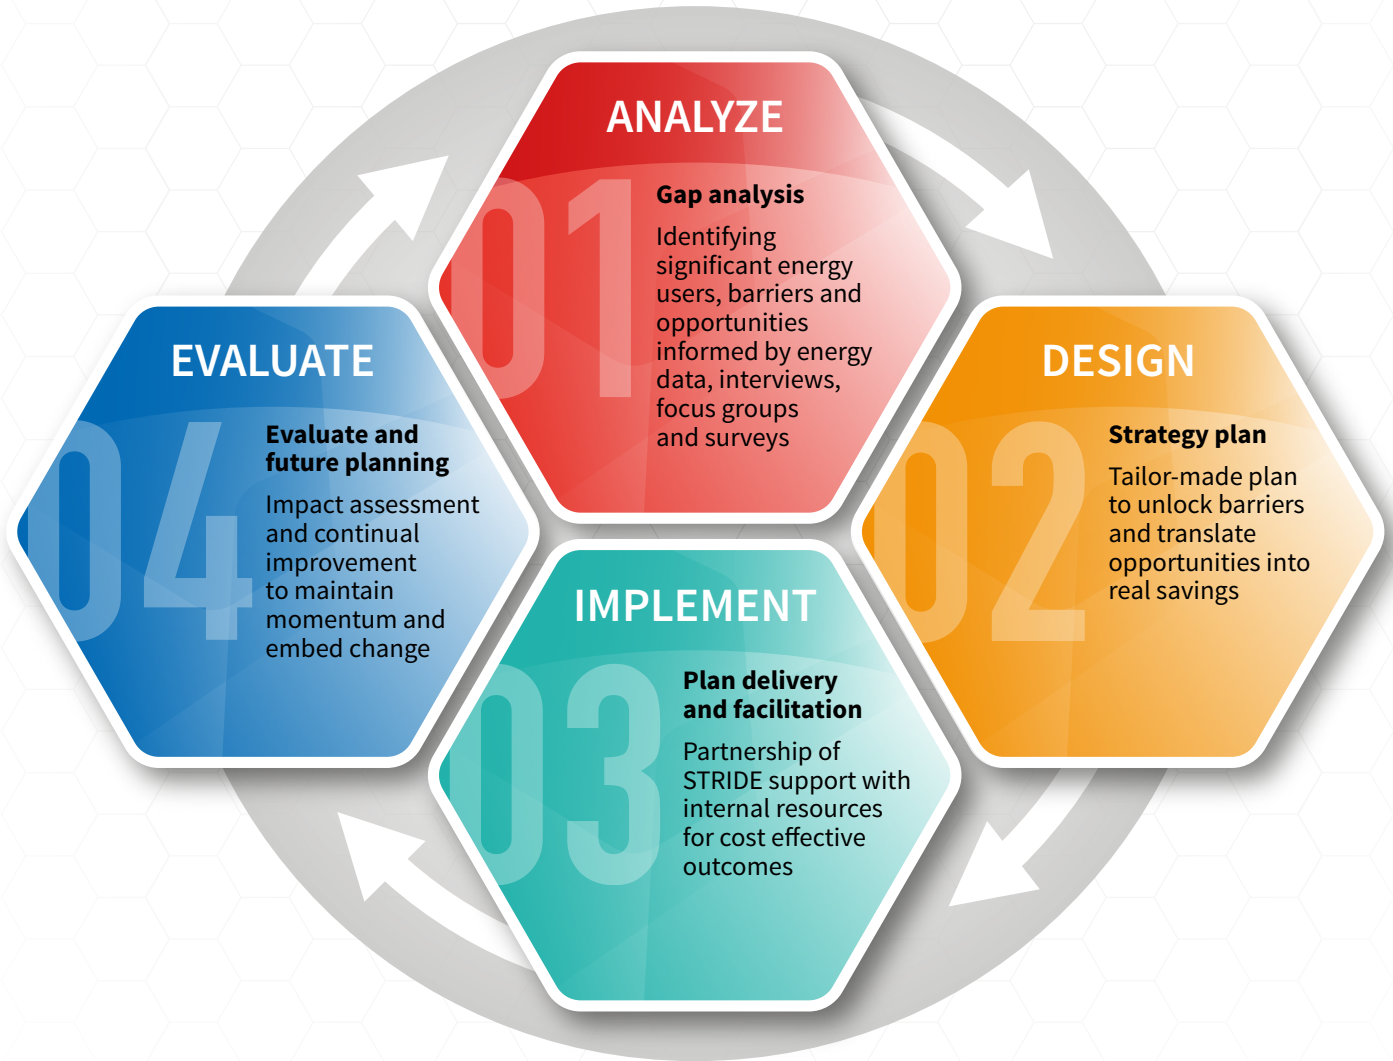 ANALYZE
01
Gap analysis
Identifying
significant energy
users, barriers and
opportunities
informed by energy
data, interviews,
focus groups
and surveys
DESIGN
02
Strategy plan
Tailor-made plan
to unlock barriers
and translate
opportunities into
real savings
IMPLEMENT
03
Plan delivery
and facilitation
Partnership of
STRIDE support with
internal resources
for cost effective
outcomes
EVALUATE
04
Evaluate and
future planning
Impact assessment
and continual
improvement
to maintain
momentum and
embed change